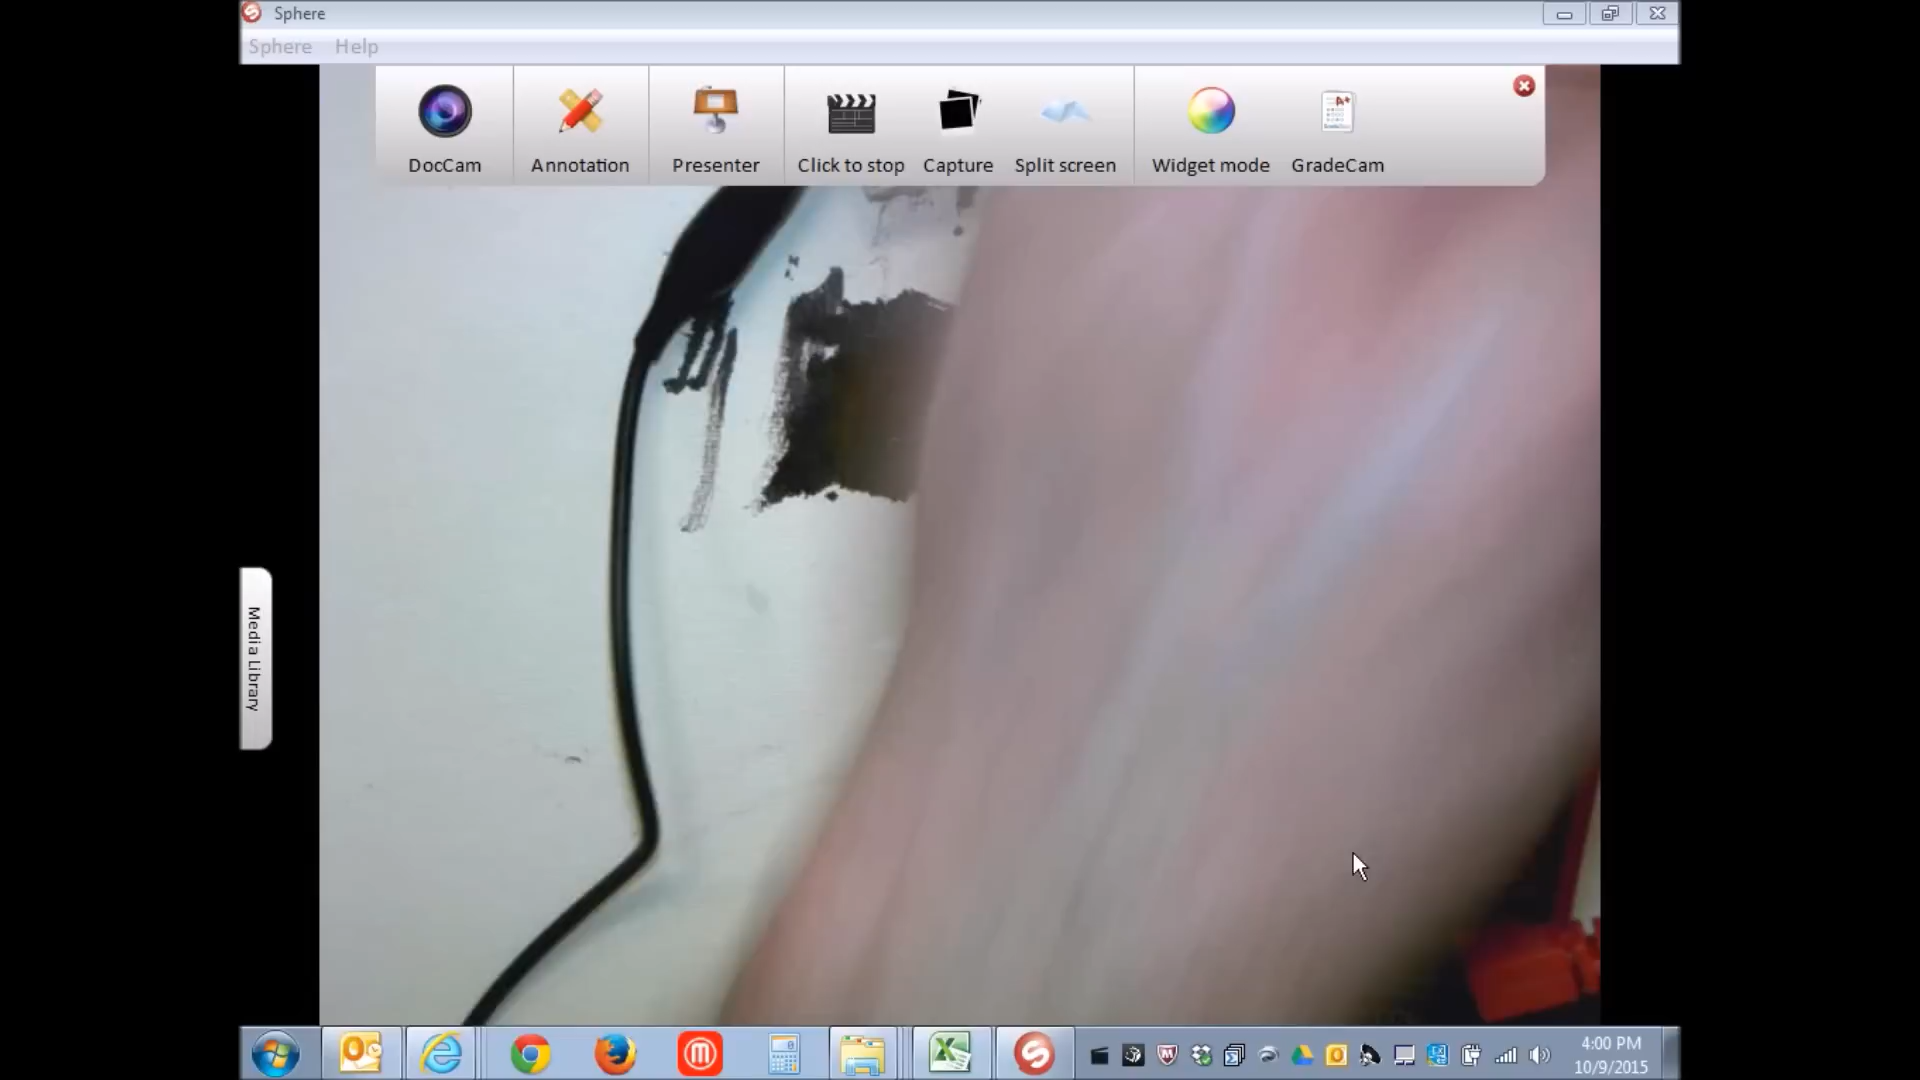 Sphere
Sphere Help
DocCam Annotation Presenter Click to stop Capture Split screen Widget mode GradeCam
Media Library
4:00 PM
10/9/2015